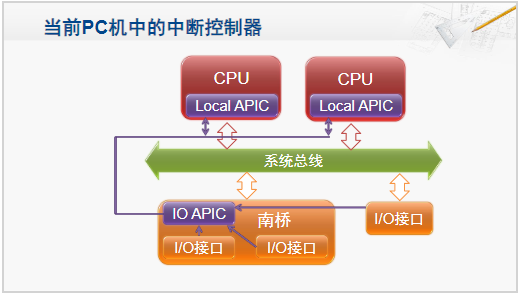 当前PC机中的中断控制器
CPU
CPU
Local APIC
Local APIC
系统总线
IO APIC
南桥
I/O接口
I/O接口
I/O接口